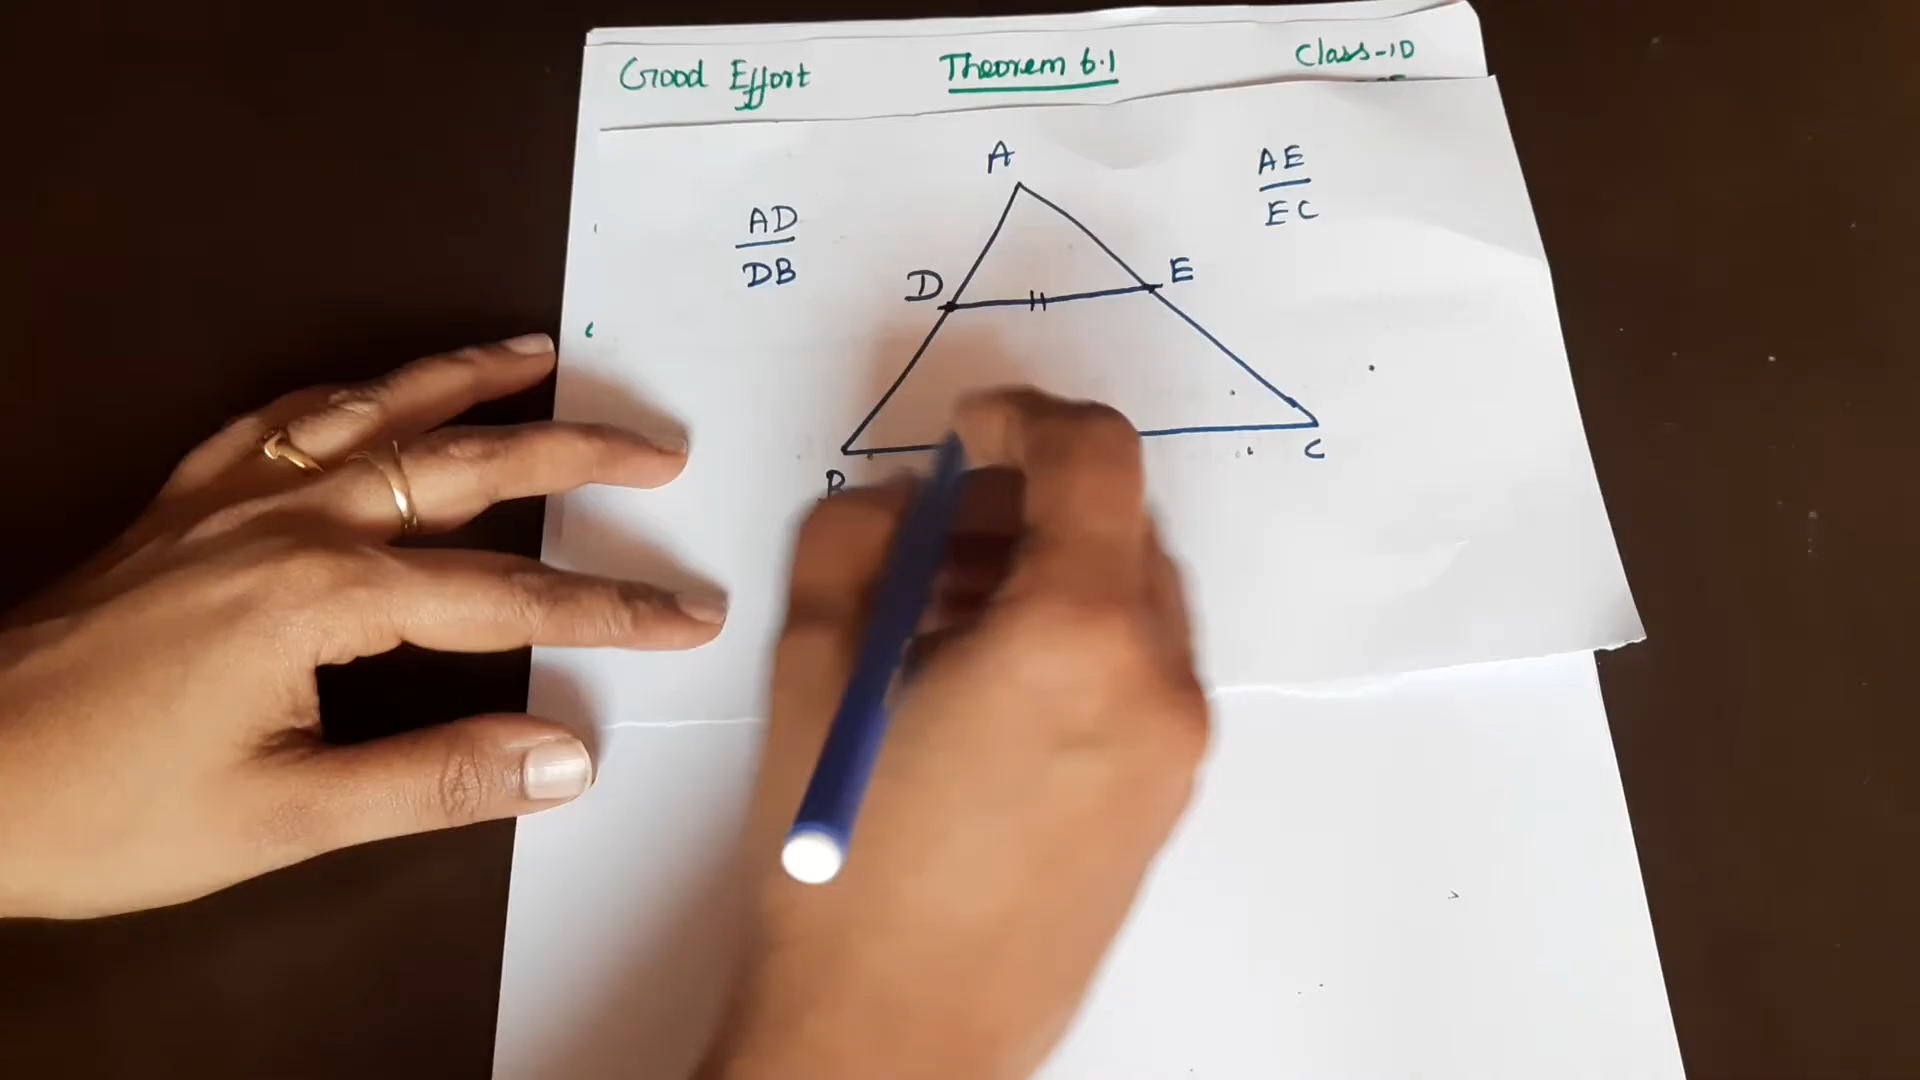 Good Effort
Theorem 6.1
Class-10
A
AE
EC
AD
DB
D
E
B
C